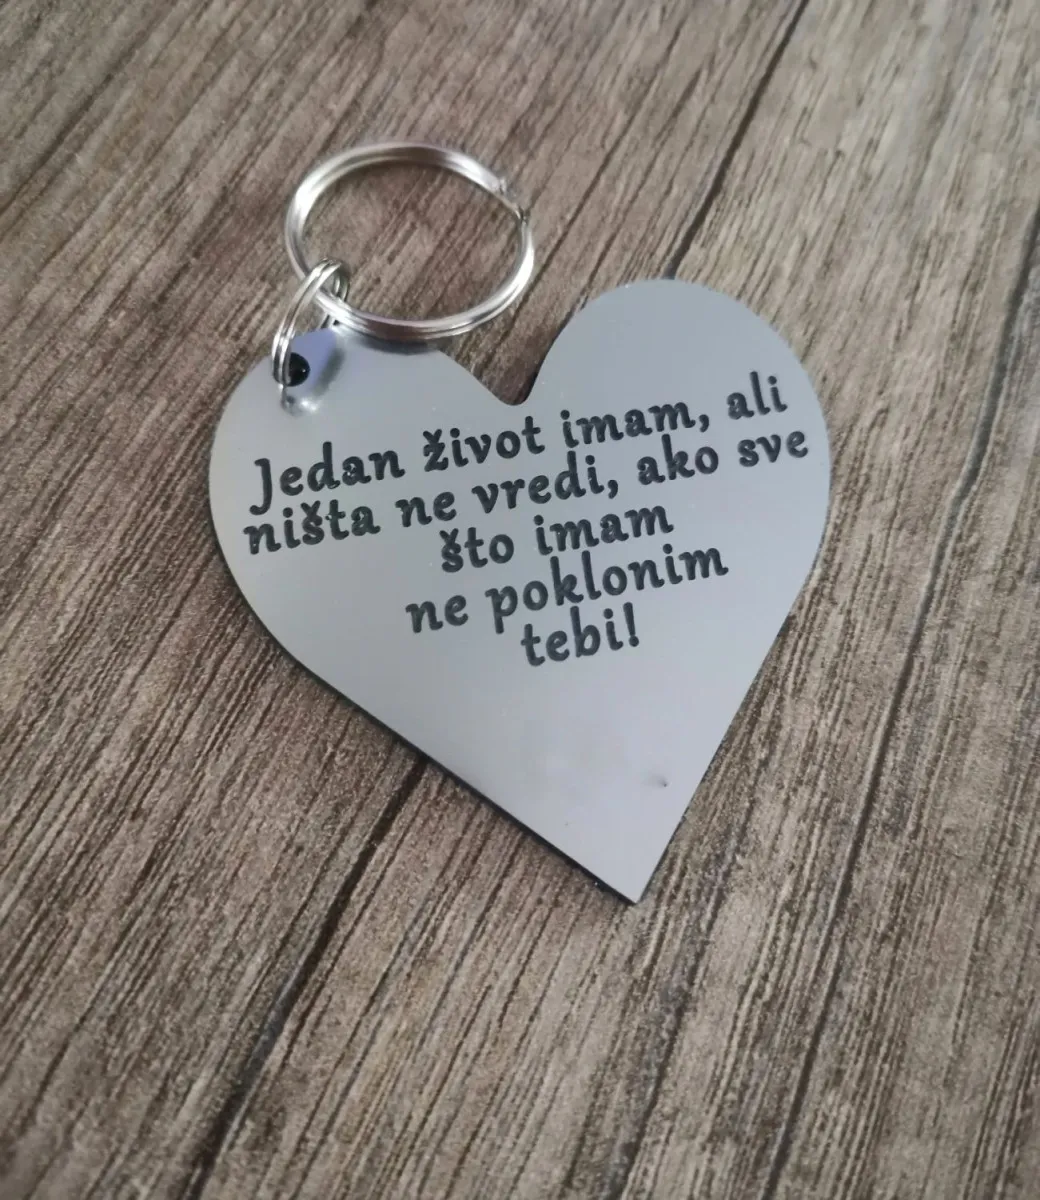 Jedan život imam, ali
ništa ne vredi, ako sve
što imam
ne poklonim
tebi!